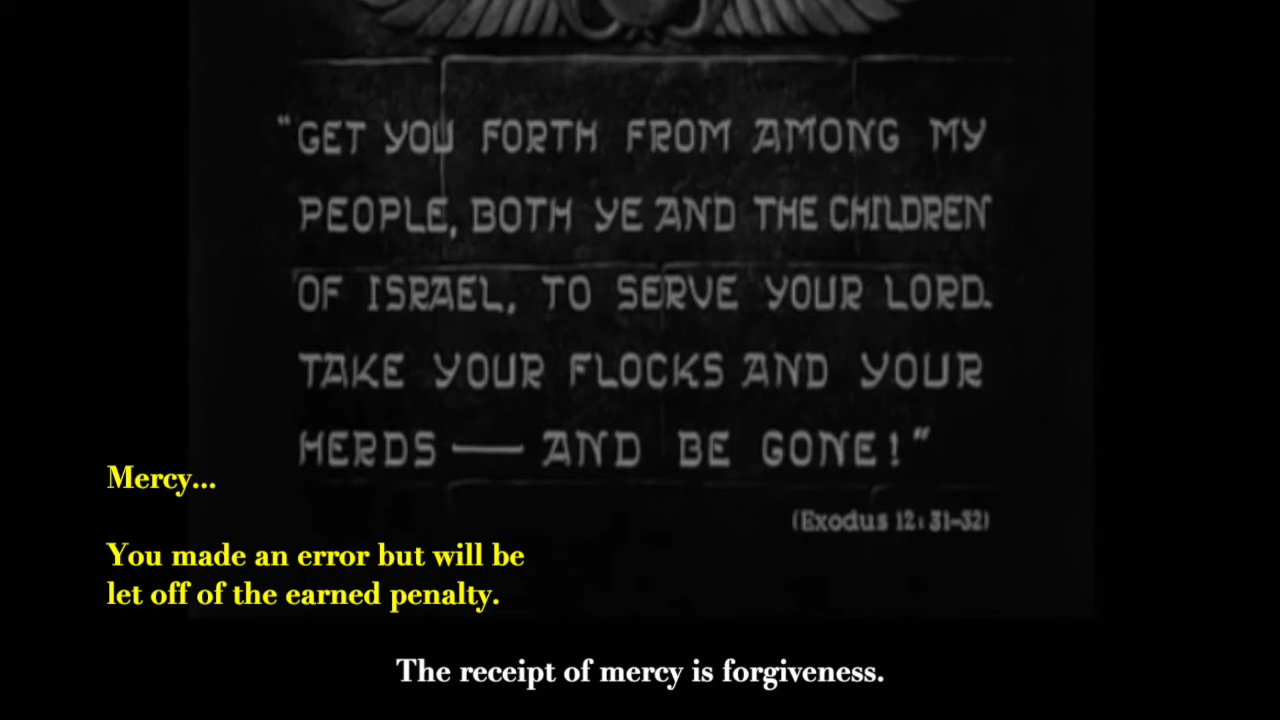 "GET YOU FORTH FROM AMONG MY
PEOPLE, BOTH YE AND THE CHILDREN
OF ISRAEL, TO SERVE YOUR LORD.
TAKE YOUR FLOCKS AND YOUR
HERDS — AND BE GONE!"
(Exodus 12:31-32)
Mercy...
You made an error but will be
let off of the earned penalty.
The receipt of mercy is forgiveness.